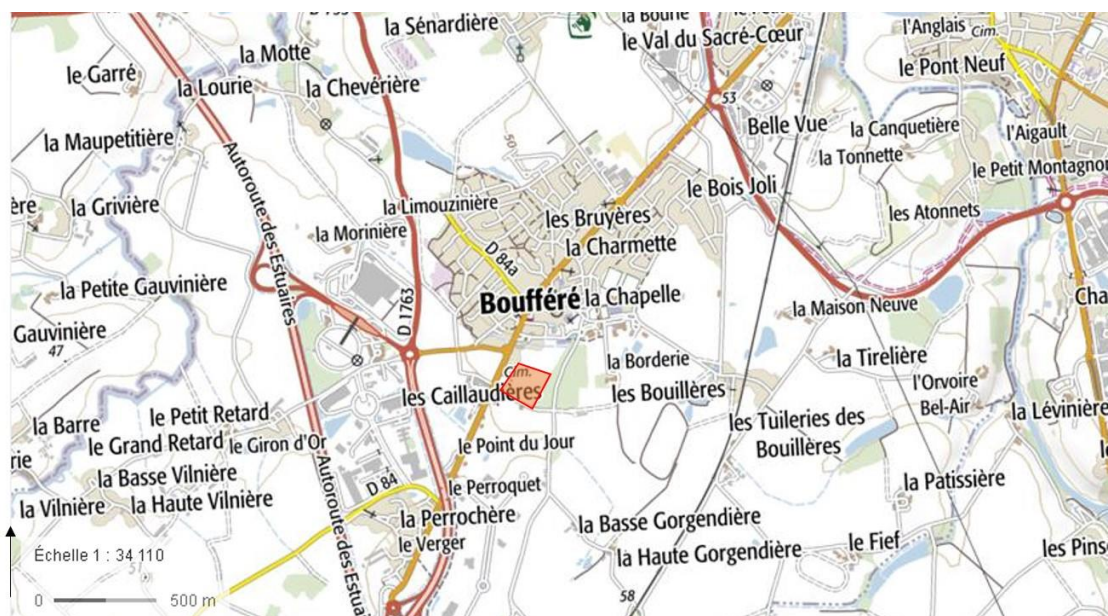 la Sénardière
le Val du Sacré-Cœur
l'Anglais Cim.
la Motte
le Garré
la Lourie
la Chevérière
le Pont Neuf
53
Belle Vue
la Canquetière
l'Aigault
la Maupetitière
50
la Tonnette
le Petit Montagnon
Autoroute des Estuaires
la Grivière
la Limouzinière
les Bruyères
le Bois Joli
les Atonnets
la Morinière
D 84a
la Charmette
la Petite Gauvinière
Boufféré
la Chapelle
la Maison Neuve
D 1763
Gauvinière
47
la Borderie
la Tirelière
Cim.
les Caillaudières
les Bouillères
l'Orvoire
Bel-Air
la Barre
le Petit Retard
les Tuileries des
Bouillères
la Lévinière
le Grand Retard
le Giron d'Or
le Point du Jour
la Basse Vilnière
D 84
le Perroquet
la Patissière
la Vilnière
la Haute Vilnière
la Perrochère
la Basse Gorgendière
le Verger
la Haute Gorgendière
le Fief
les Pins
Autoroute des Estuai
Échelle 1 : 34 110
0
500 m
58